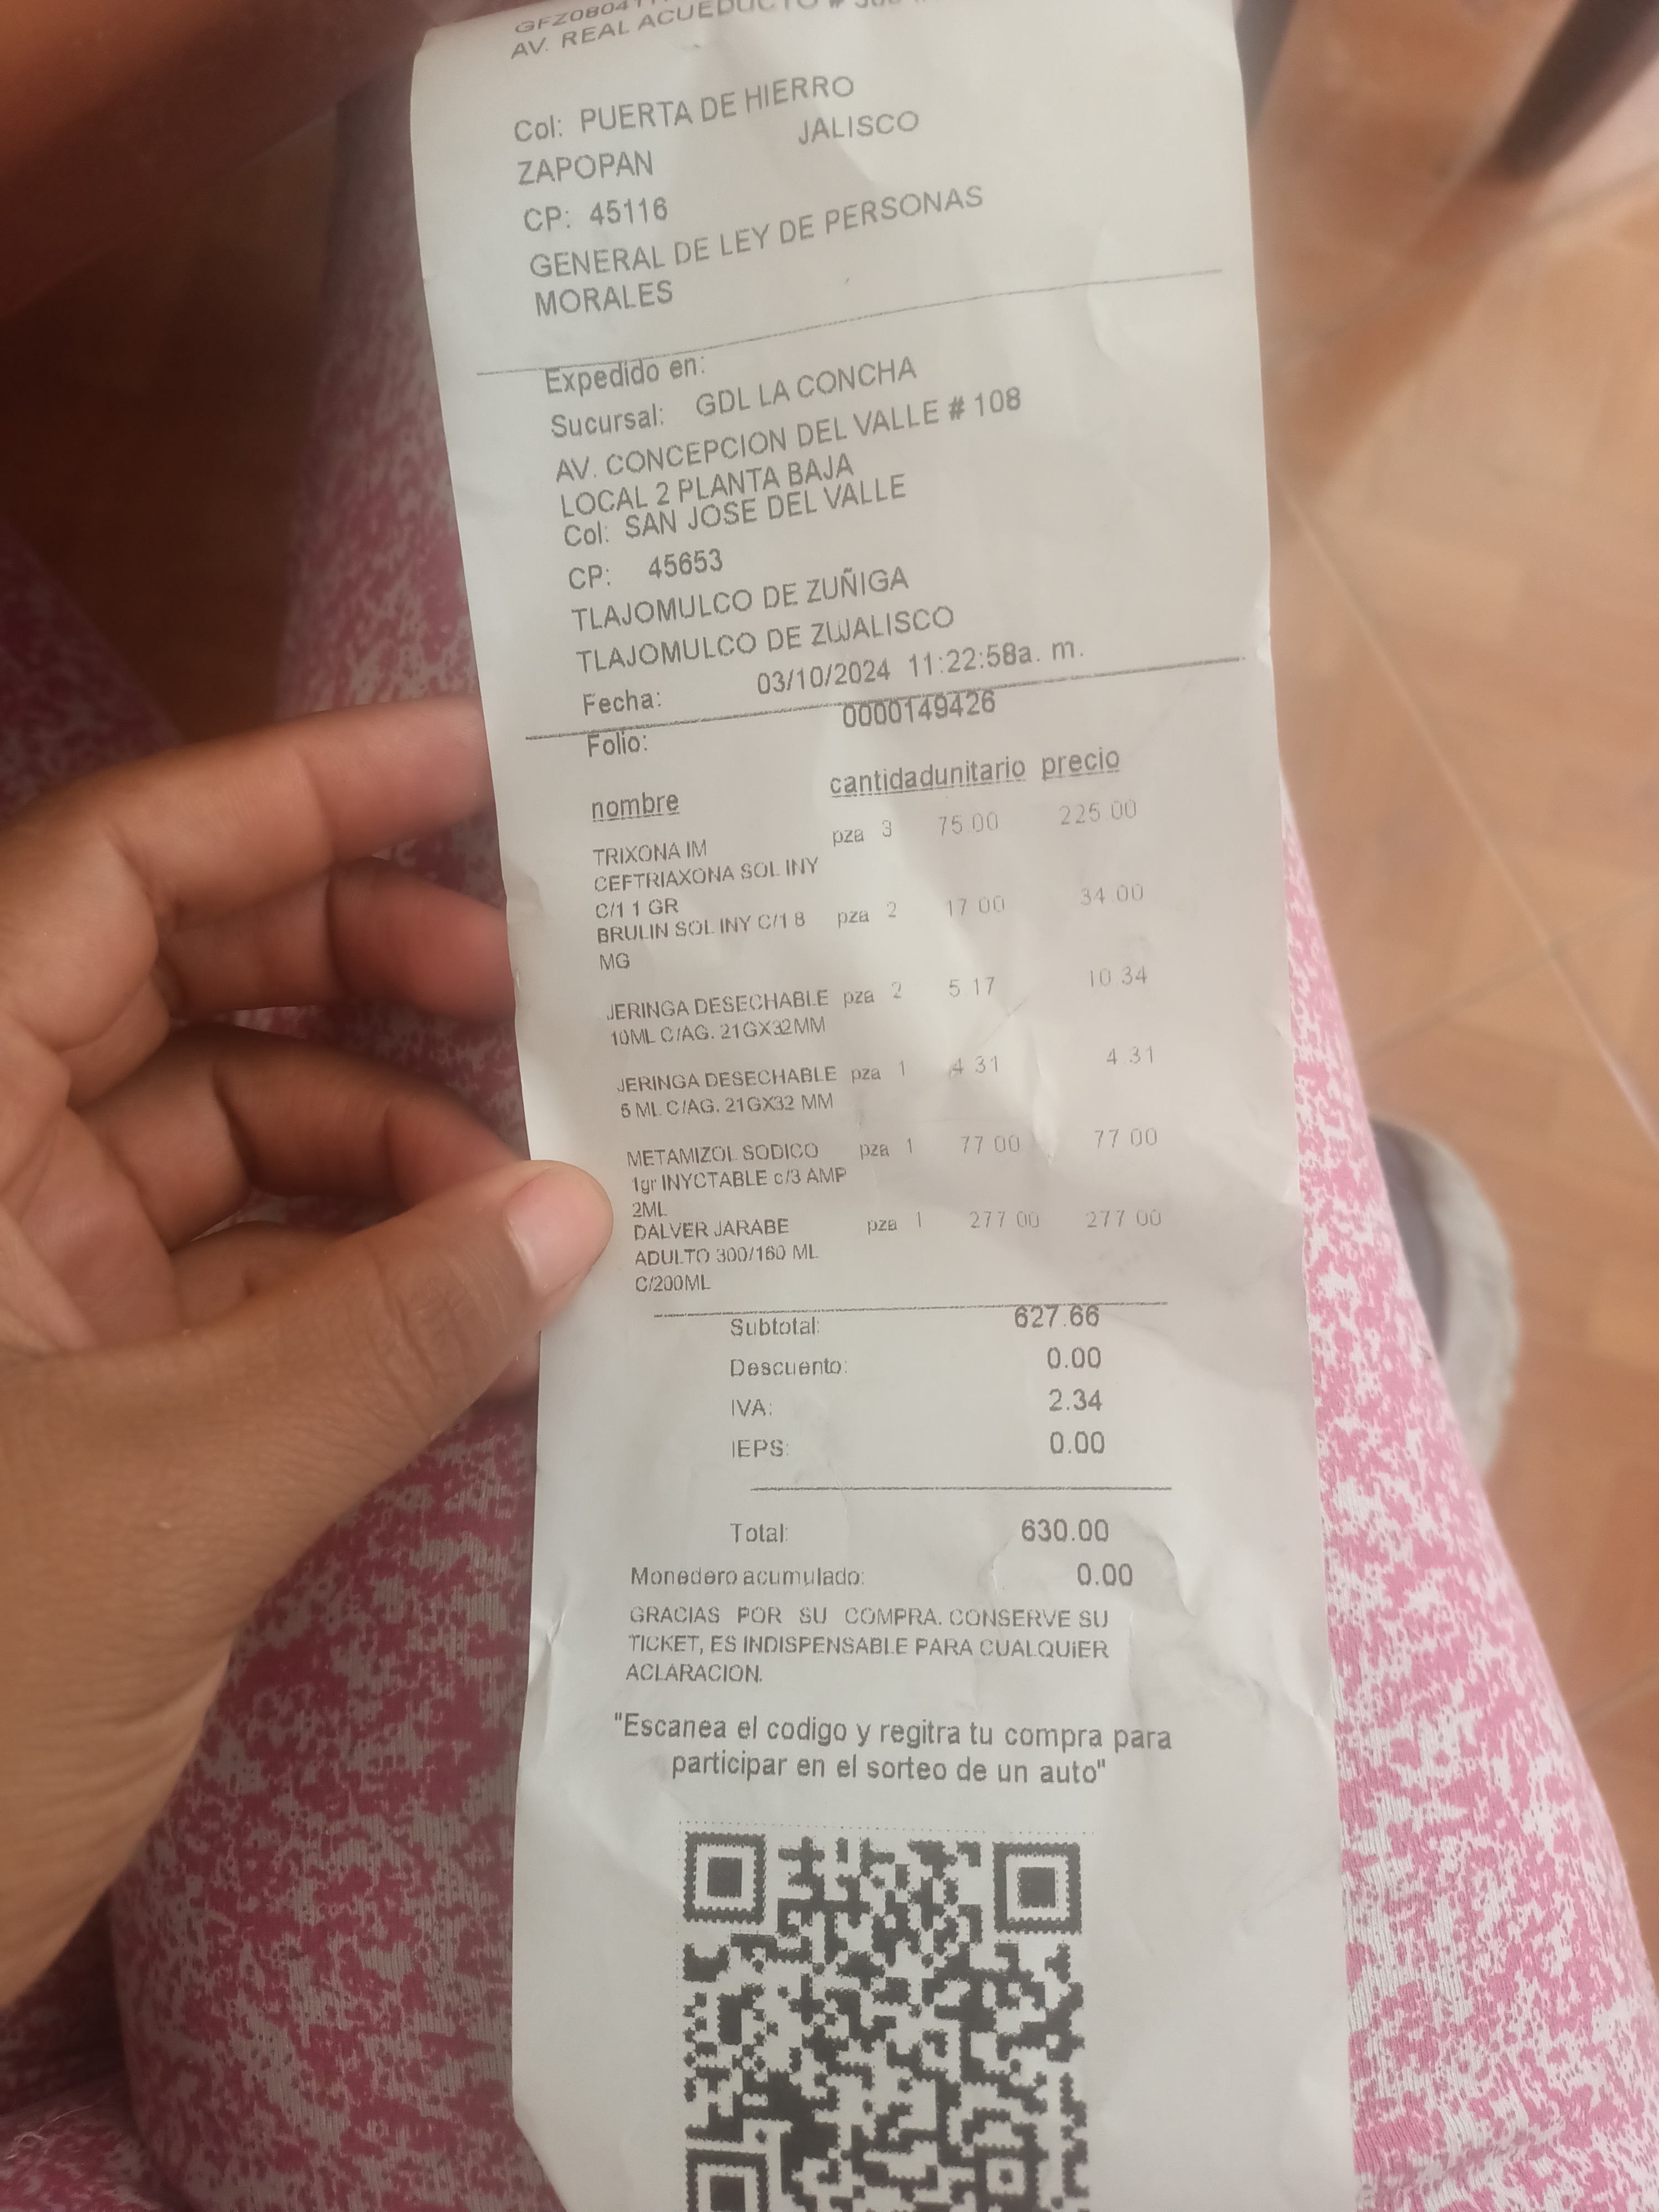 AV. REAL ACUEDUCTO #
Col: PUERTA DE HIERRO
ZAPOPAN JALISCO
CP: 45116
GENERAL DE LEY DE PERSONAS
MORALES
Expedido en:
Sucursal: GDL LA CONCHA
AV. CONCEPCION DEL VALLE # 108
LOCAL 2 PLANTA BAJA
Col: SAN JOSE DEL VALLE
CP: 45653
TLAJOMULCO DE ZUÑIGA
TLAJOMULCO DE ZUJALISCO
Fecha: 03/10/2024 11:22:58a. m.
Folio: 0000149426
nombre cantidadunitario precio
TRIXONA IM pza 3 75.00 225.00
CEFTRIAXONA SOL INY
C/1 1 GR
BRULIN SOL INY C/1 8 pza 2 17.00 34.00
MG
JERINGA DESECHABLE pza 2 5.17 10.34
10ML C/AG. 21GX32MM
JERINGA DESECHABLE pza 1 4.31 4.31
5 ML C/AG. 21GX32 MM
METAMIZOL SODICO pza 1 77.00 77.00
1gr INYCTABLE c/3 AMP
2ML
DALVER JARABE pza 1 277.00 277.00
ADULTO 300/160 ML
C/200ML
Subtotal: 627.66
Descuento: 0.00
IVA: 2.34
IEPS: 0.00
Total: 630.00
Monedero acumulado: 0.00
GRACIAS POR SU COMPRA. CONSERVE SU
TICKET, ES INDISPENSABLE PARA CUALQUIER
ACLARACION.
"Escanea el codigo y regitra tu compra para
participar en el sorteo de un auto"